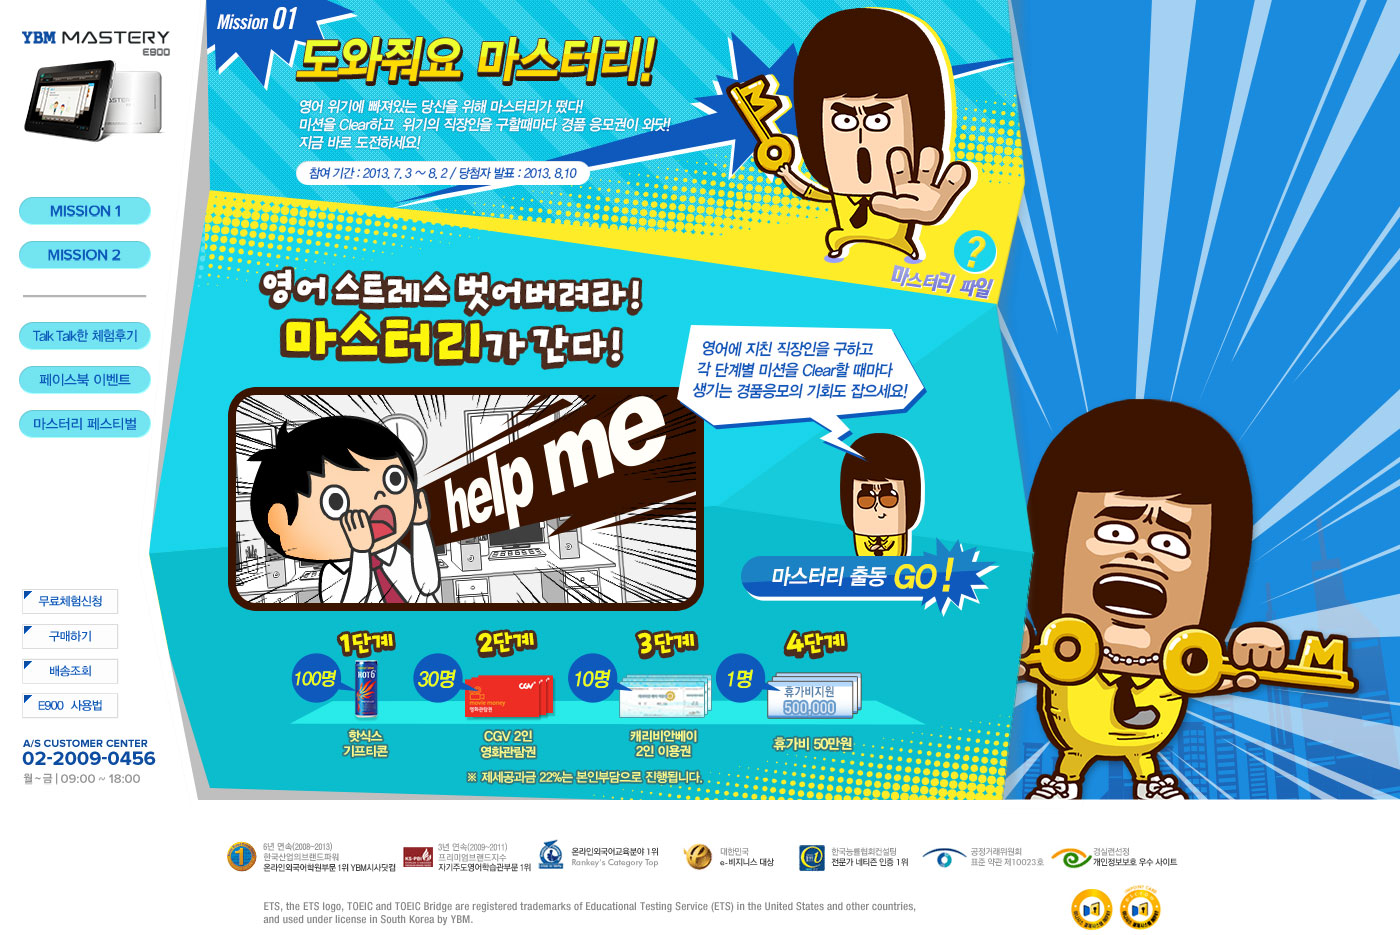 YBM MASTERY
E900
MISSION 1
MISSION 2
Talk Talk한 체험후기
페이스북 이벤트
마스터리 페스티벌
무료체험신청
구매하기
배송조회
E900 사용법
A/S CUSTOMER CENTER
02-2009-0456
월~금 | 09:00 ~ 18:00
Mission 01
도와줘요 마스터리!
영어 위기에 빠져있는 당신을 위해 마스터리가 떴다!
미션을 Clear하고 위기의 직장인을 구할때마다 경품 응모권이 와닷!
지금 바로 도전하세요!
참여 기간 : 2013. 7. 3 ~ 8. 2 / 당첨자 발표 : 2013. 8.10
M
?
마스터리 파일
영어 스트레스 벗어버려라!
마스터리가 간다!
영어에 지친 직장인을 구하고
각 단계별 미션을 Clear할 때마다
생기는 경품응모의 기회도 잡으세요!
help me
마스터리 출동 GO!
M
1단계
100명
HOT6
핫식스
기프티콘
2단계
30명
CGV
movie money
영화관람권
CGV 2인
영화관람권
3단계
10명
캐리비안베이
2인 이용권
4단계
1명
휴가비지원
500,000
휴가비 50만원
※ 제세공과금 22%는 본인부담으로 진행됩니다.
6년 연속(2008~2013)
한국산업의브랜드파워
온라인외국어학원부문 1위 YBM시사닷컴
KS-PBI
3년 연속(2009~2011)
프리미엄브랜드지수
자기주도영어학습관부문 1위
온라인외국어교육분야 1위
Rankey's Category Top
대한민국
e-비지니스 대상
한국능률협회컨설팅
전문가 네티즌 인증 1위
공정거래위원회
표준 약관 제10023호
경실련선정
개인정보보호 우수 사이트
ETS, the ETS logo, TOEIC and TOEIC Bridge are registered trademarks of Educational Testing Service (ETS) in the United States and other countries,
and used under license in South Korea by YBM.